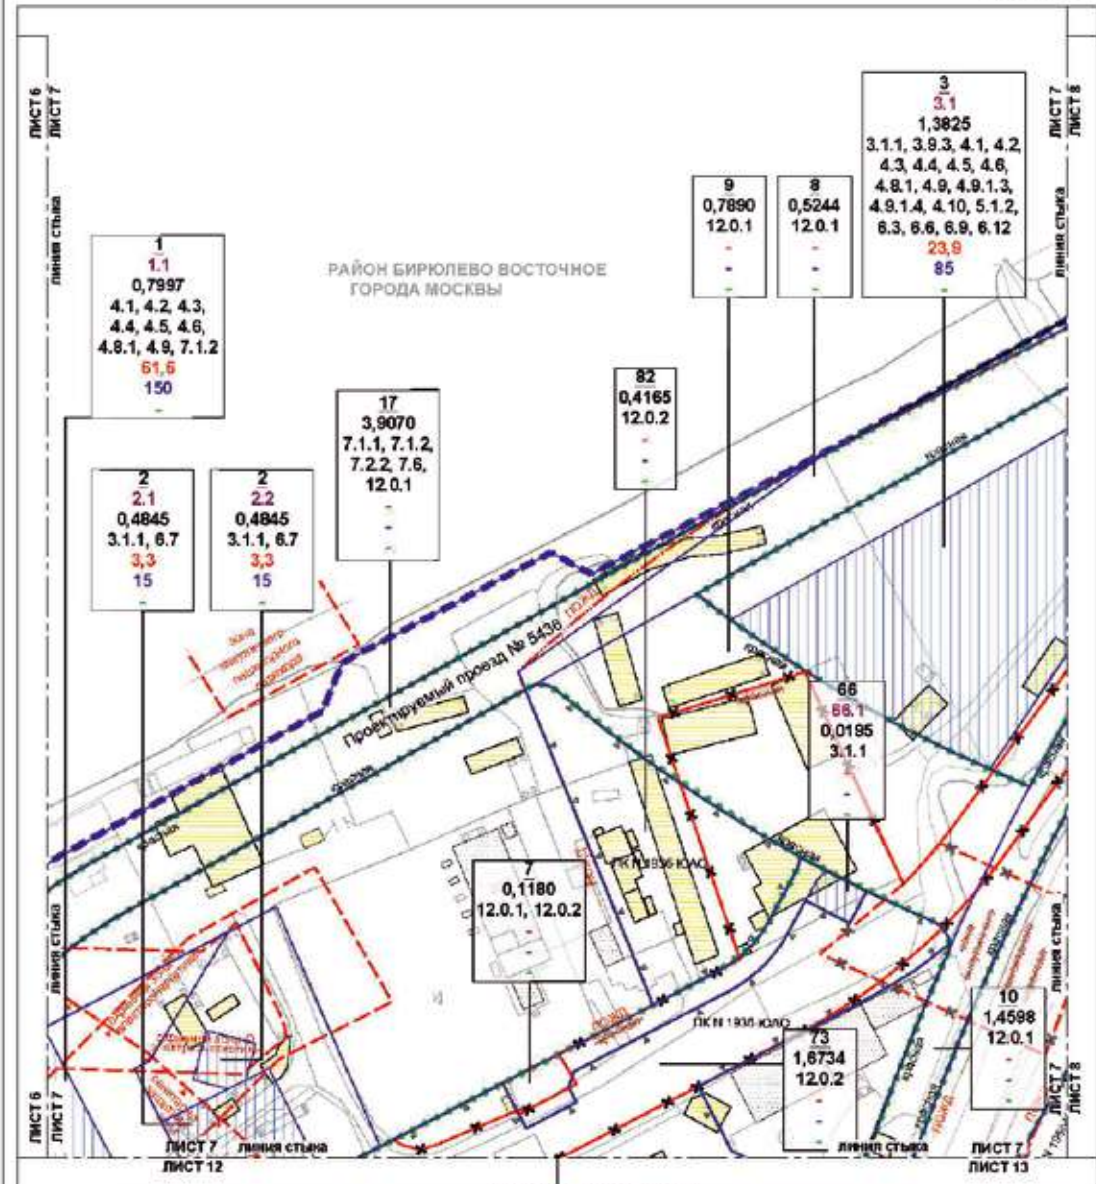 ЛИСТ 6
ЛИСТ 7
ЛИСТ 7
ЛИСТ 8
линия стыка
линия стыка
3
3.1
1,3825
3.1.1, 3.9.3, 4.1, 4.2,
4.3, 4.4, 4.5, 4.6,
4.8.1, 4.9, 4.9.1.3,
4.9.1.4, 4.10, 5.1.2,
6.3, 6.6, 6.9, 6.12
23,9
85
-
9
0,7890
12.0.1
-
-
-
8
0,5244
12.0.1
-
-
-
1
1.1
0,7997
4.1, 4.2, 4.3,
4.4, 4.5, 4.6,
4.8.1, 4.9, 7.1.2
61,6
150
-
РАЙОН БИРЮЛЕВО ВОСТОЧНОЕ
ГОРОДА МОСКВЫ
82
0,4165
12.0.2
-
-
-
17
3,9070
7.1.1, 7.1.2,
7.2.2, 7.6,
12.0.1
-
-
-
2
2.1
0,4845
3.1.1, 6.7
3,3
15
-
2
2.2
0,4845
3.1.1, 6.7
3,3
15
-
красная
красная
Проектируемый проезд № 5436
красная
красная
красная
66
66.1
0,0195
3.1.1
-
-
красная
красная
ПК N 1936-ЮАО
7
0,1180
12.0.1, 12.0.2
-
-
-
красная
линия стыка
линия стыка
10
1,4598
12.0.1
-
-
-
ПК N 1935-ЮАО
73
1,6734
12.0.2
-
-
-
красная
ЛИСТ 6
ЛИСТ 7
ЛИСТ 7
ЛИСТ 8
ЛИСТ 7
линия стыка
линия стыка
ЛИСТ 7
ЛИСТ 12
ЛИСТ 13